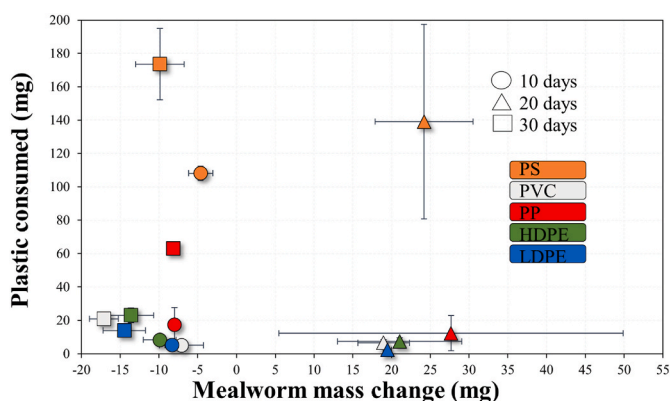 200
180
160
140
120
100
80
60
40
20
0
Plastic consumed (mg)
10 days
20 days
30 days
PS
PVC
PP
HDPE
LDPE
-20 -15 -10 -5 0 5 10 15 20 25 30 35 40 45 50 55
Mealworm mass change (mg)